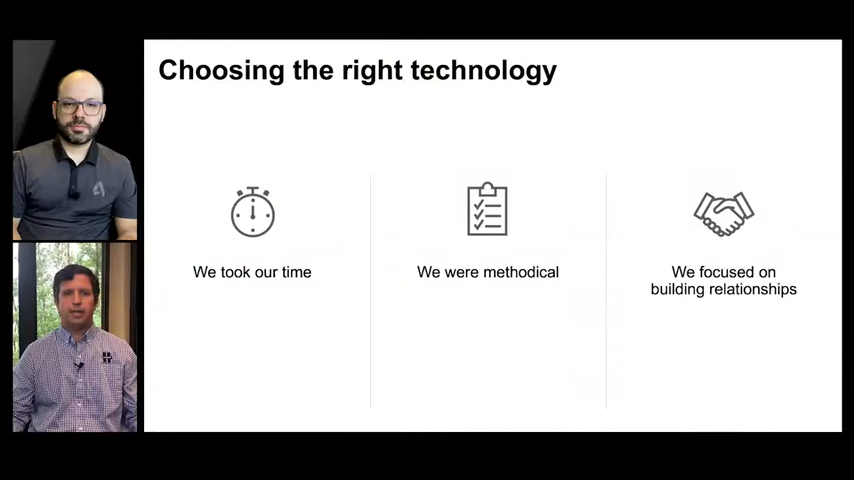 Choosing the right technology
We took our time
We were methodical
We focused on
building relationships